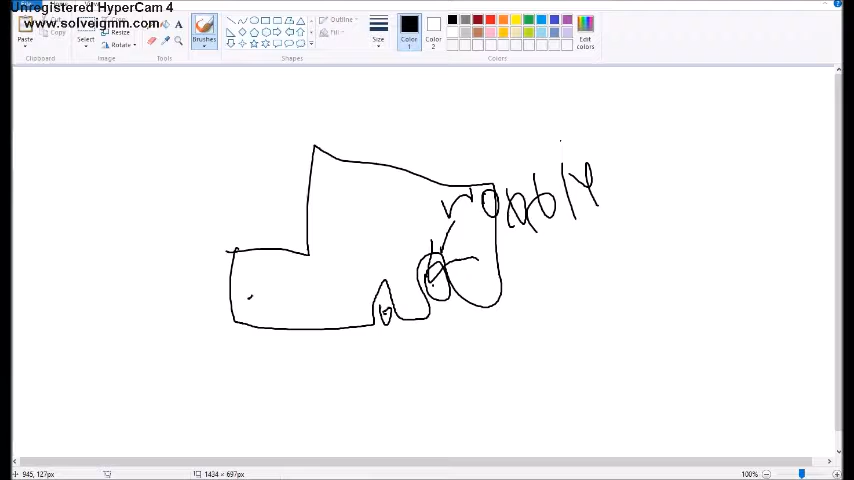 Unregistered HyperCam 4
www.solveigmm.com
Paste
Clipboard
Select
Resize
Rotate
Image
Tools
Brushes
Shapes
Outline
Fill
Size
Color 1
Color 2
Edit colors
Colors
945, 127px
1434 × 697px
100%